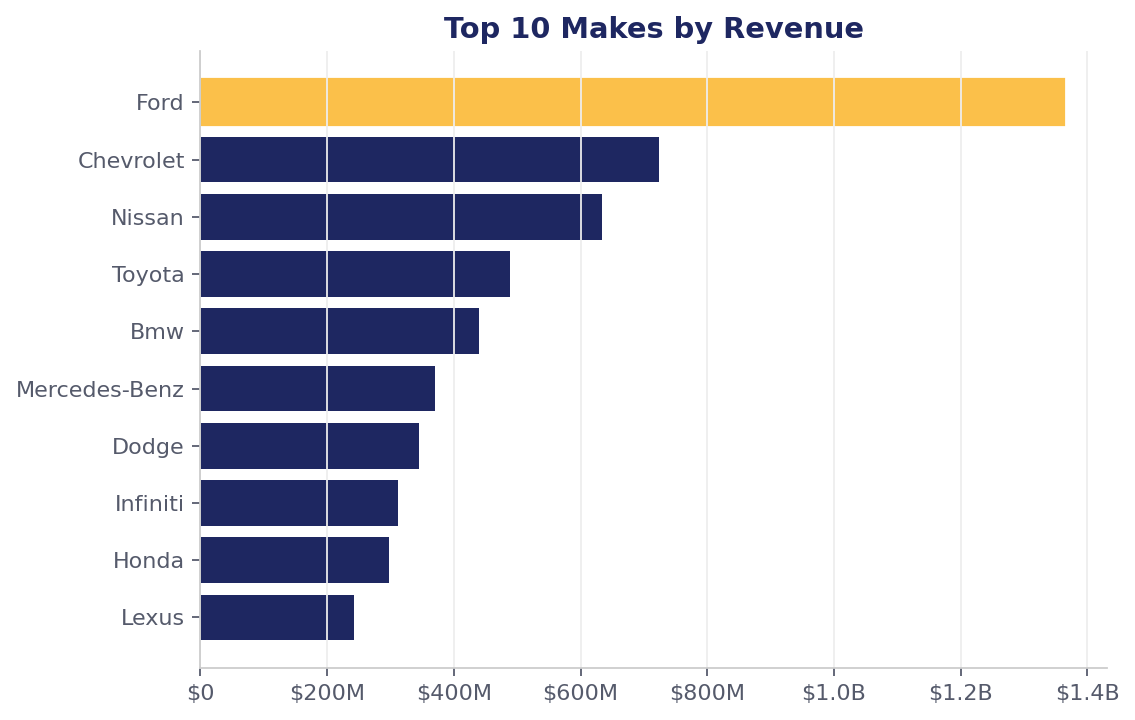 Top 10 Makes by Revenue
Ford
Chevrolet
Nissan
Toyota
Bmw
Mercedes-Benz
Dodge
Infiniti
Honda
Lexus
$0 $200M $400M $600M $800M $1.0B $1.2B $1.4B